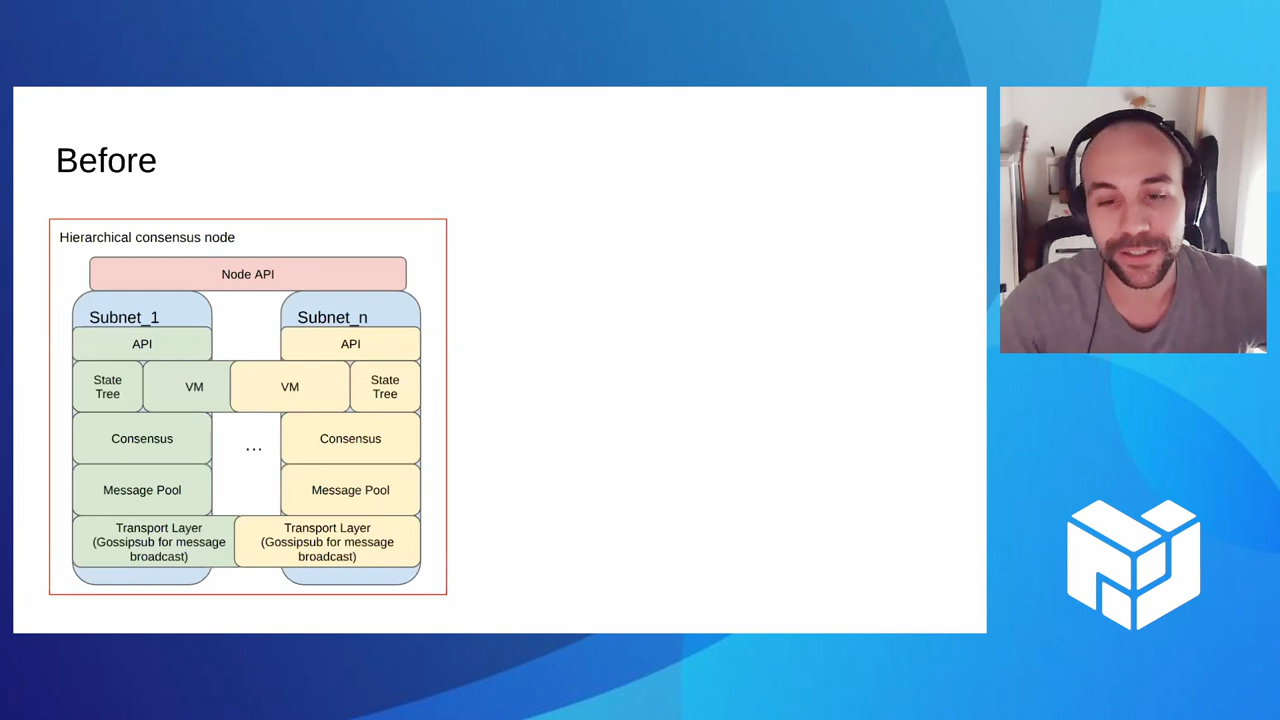 Before
Hierarchical consensus node
Node API
Subnet_1
Subnet_n
API
API
State
Tree
VM
VM
State
Tree
Consensus
...
Consensus
Message Pool
Message Pool
Transport Layer
(Gossipsub for message
broadcast)
Transport Layer
(Gossipsub for message
broadcast)